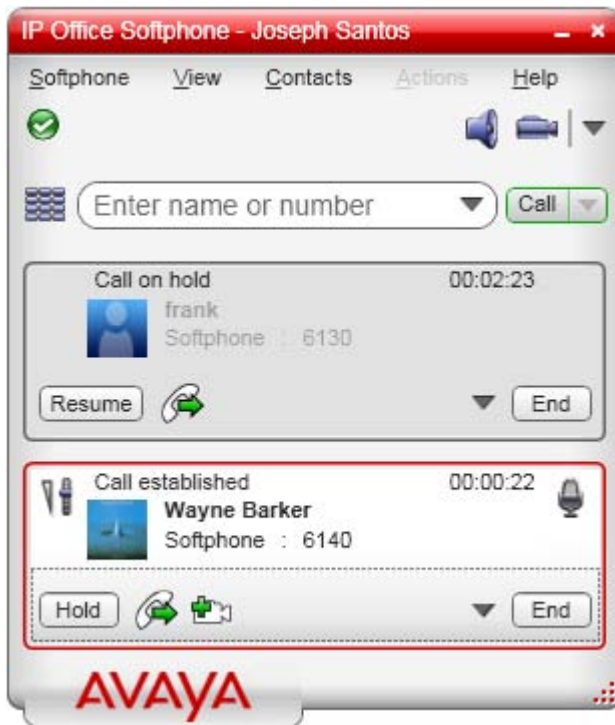 IP Office Softphone - Joseph Santos
Softphone View Contacts Actions Help
Enter name or number Call
Call on hold 00:02:23
frank
Softphone : 6130
Resume End
Call established 00:00:22
Wayne Barker
Softphone : 6140
Hold End
AVAYA